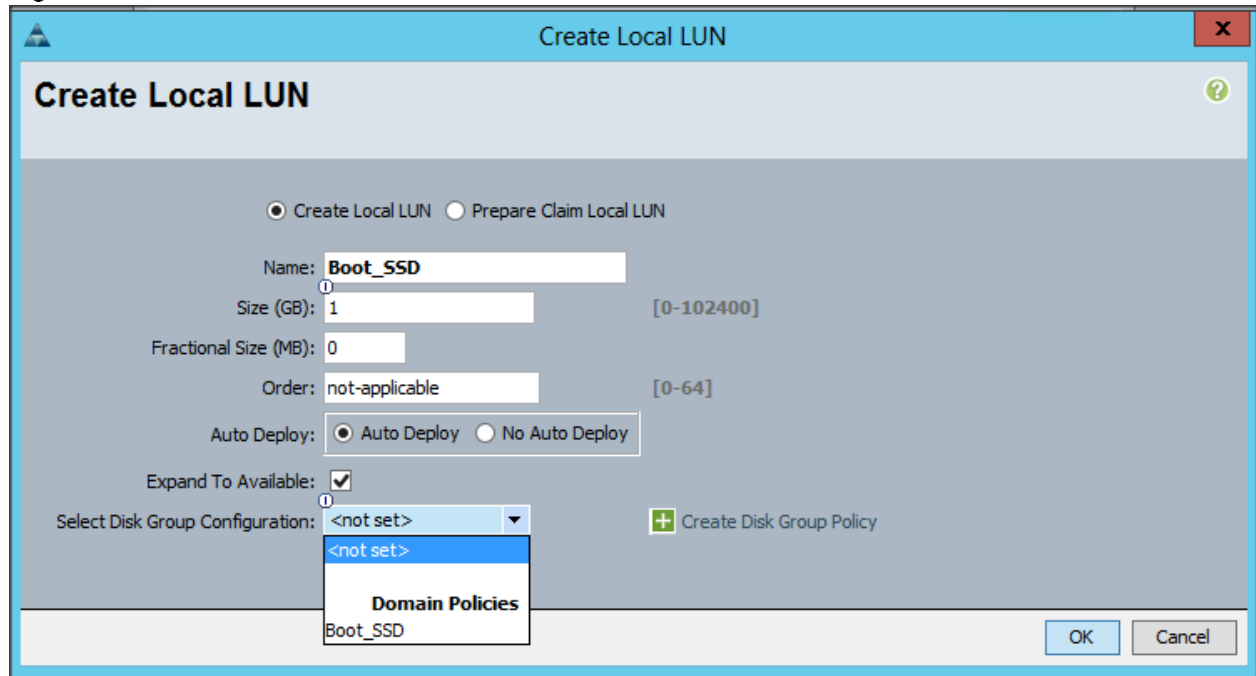 Create Local LUN
x
Create Local LUN
?
Create Local LUN Prepare Claim Local LUN
Name: Boot_SSD
Size (GB): 1 [0-102400]
Fractional Size (MB): 0
Order: not-applicable [0-64]
Auto Deploy: Auto Deploy No Auto Deploy
Expand To Available:
Select Disk Group Configuration: <not set> Create Disk Group Policy
<not set>
Domain Policies
Boot_SSD
OK Cancel